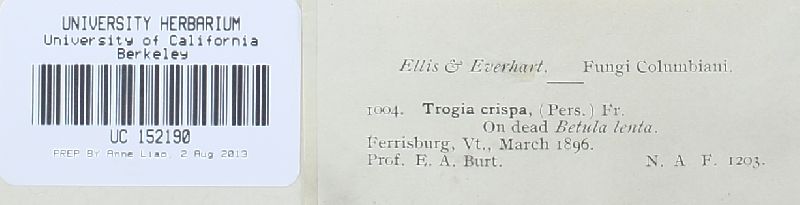 UNIVERSITY HERBARIUM
University of California
Berkeley
UC 152190
PREP BY Anne Liao, 2 Aug 2013
Ellis & Everhart. Fungi Columbiani.
1004. Trogia crispa, (Pers.) Fr.
On dead Betula lenta.
Ferrisburg, Vt., March 1896.
Prof. E. A. Burt. N. A F. 1203.